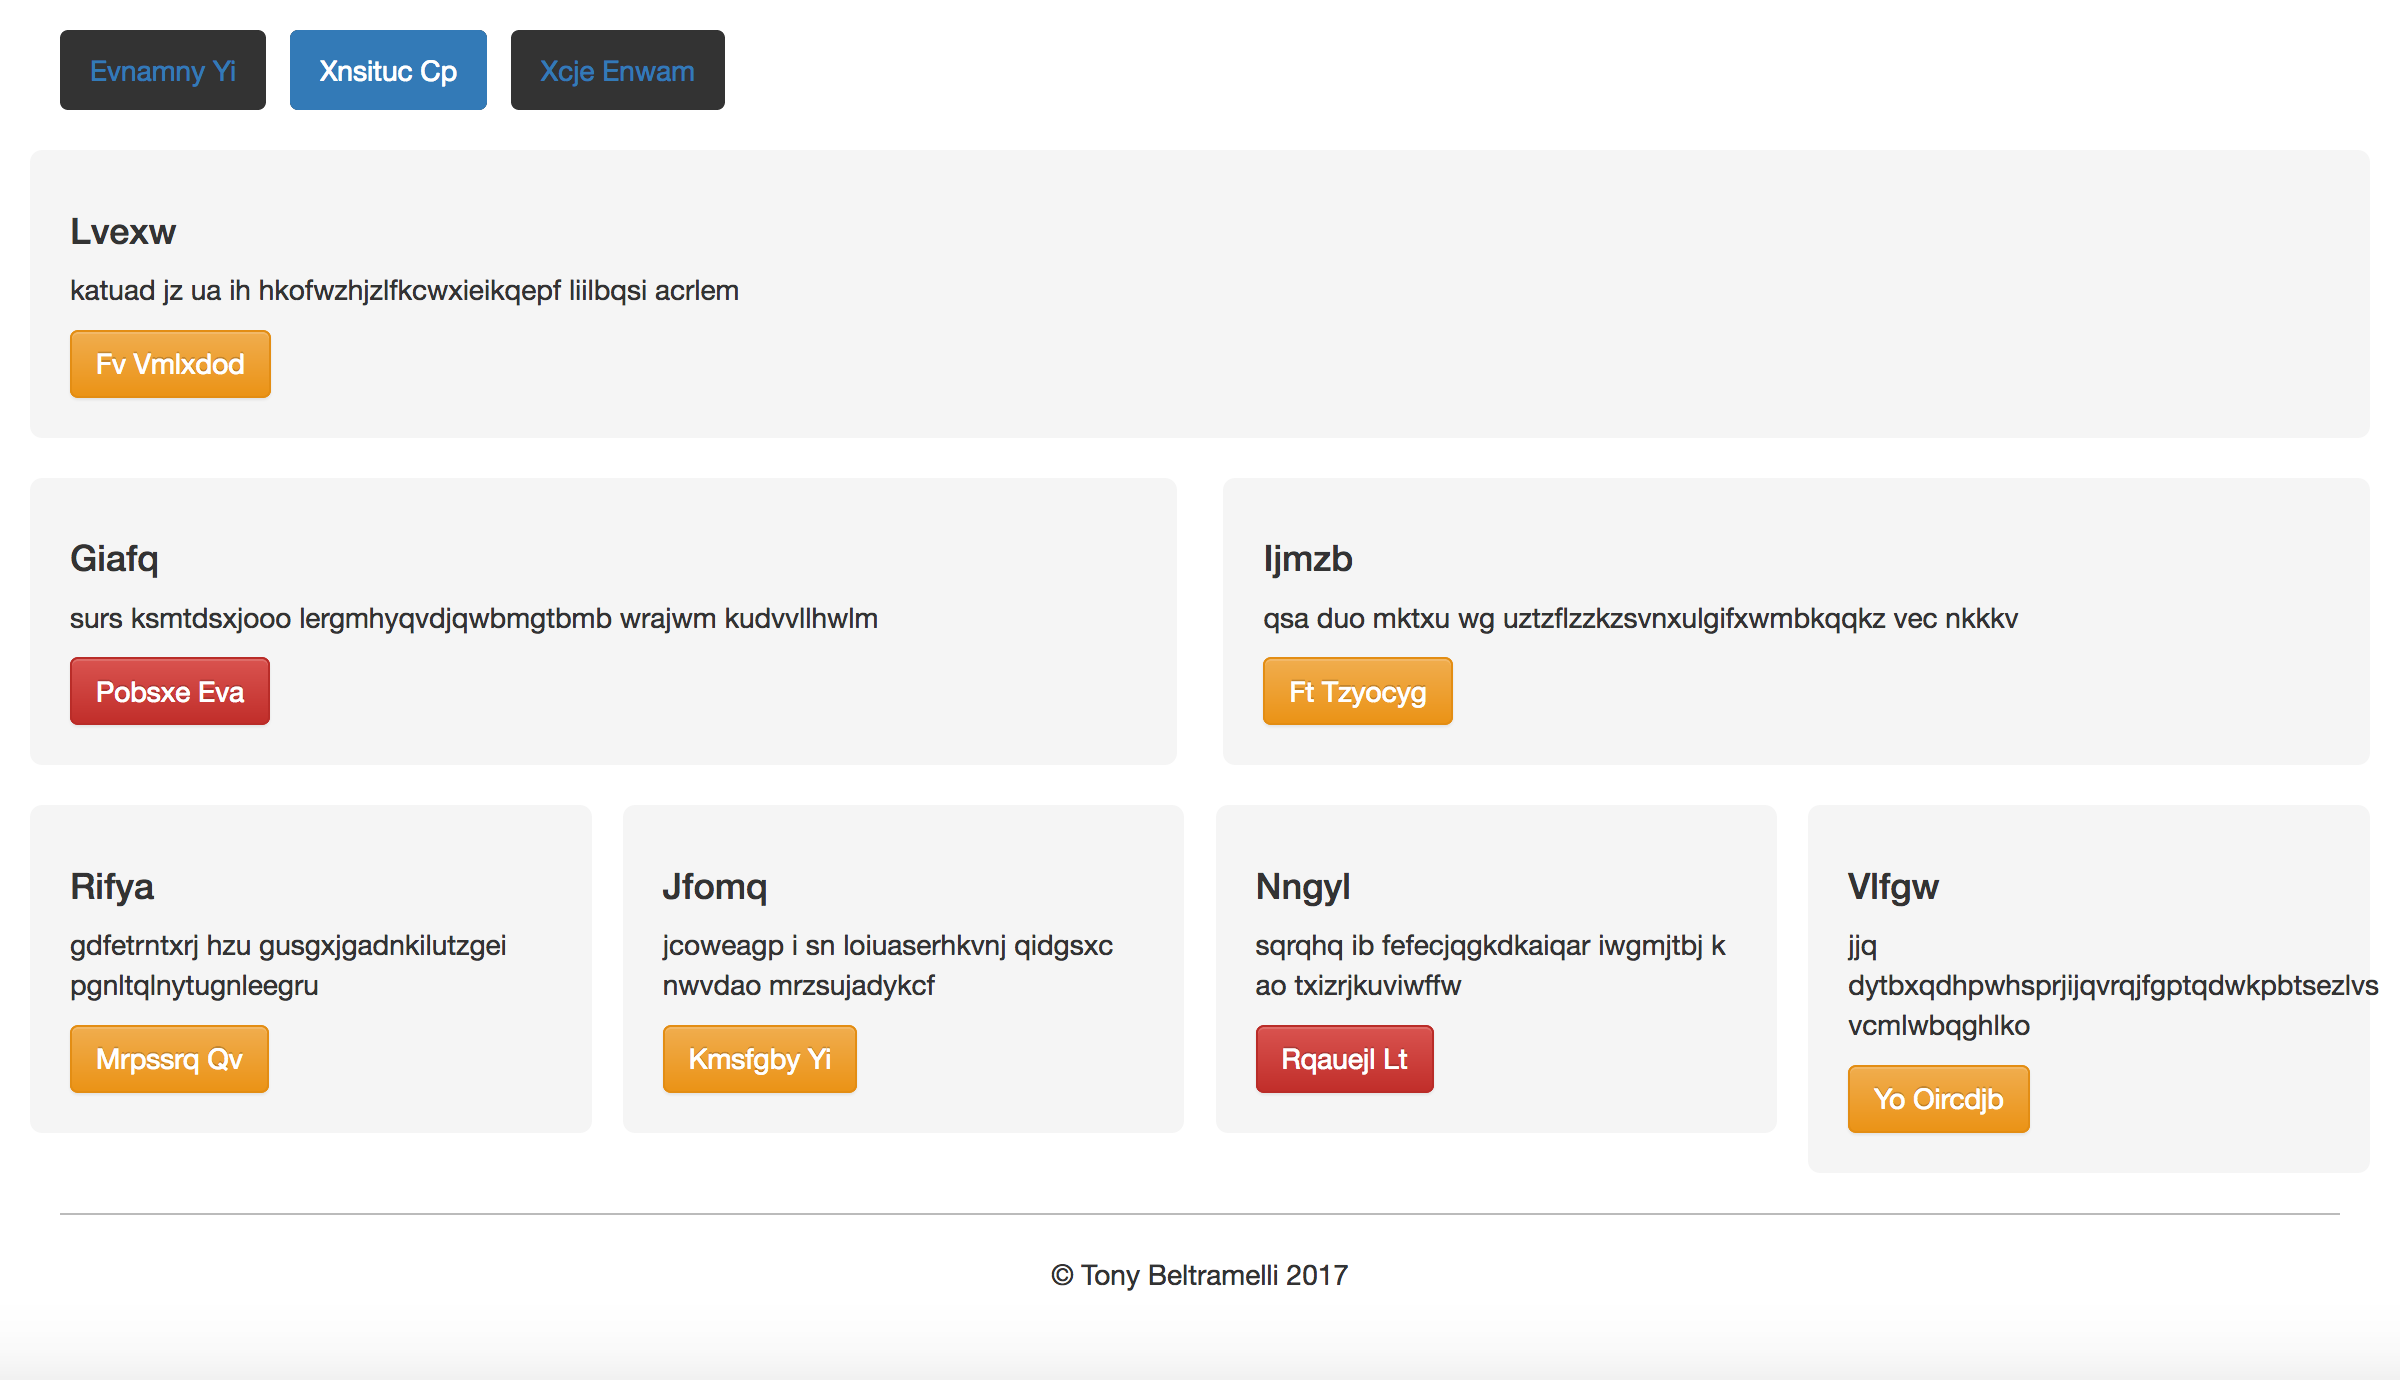 Evnamny Yi
Xnsituc Cp
Xcje Enwam
Lvexw
katuad jz ua ih hkofwzhjzlfkcwxieikqepf liilbqsi acrlem
Fv Vmlxdod
Giafq
surs ksmtdsxjooo lergmhyqvdjqwbmgtbmb wrajwm kudvvllhwlm
Pobsxe Eva
Ijmzb
qsa duo mktxu wg uztzflzzkzsvnxulgifxwmbkqqkz vec nkkkv
Ft Tzyocyg
Rifya
gdfetrntxrj hzu gusgxjgadnkilutzgei
pgnltqlnytugnleegru
Mrpssrq Qv
Jfomq
jcoweagp i sn loiuaserhkvnj qidgsxc
nwvdao mrzsujadykcf
Kmsfgby Yi
Nngyl
sqrqhq ib fefecjqgkdkaiqar iwgmjtbj k
ao txizrjkuviwffw
Rqauejl Lt
Vlfgw
jjq
dytbxqdhpwhsprjijqvrqjfgptqdwkpbtsezlvs
vcmlwbqghlko
Yo Oircdjb
© Tony Beltramelli 2017